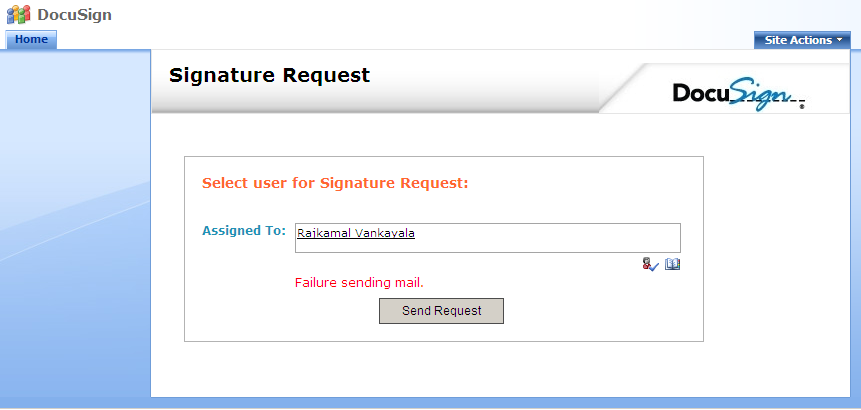 DocuSign
Home
Site Actions
Signature Request
DocuSign
®
Select user for Signature Request:
Assigned To:
Rajkamal Vankayala
Failure sending mail.
Send Request